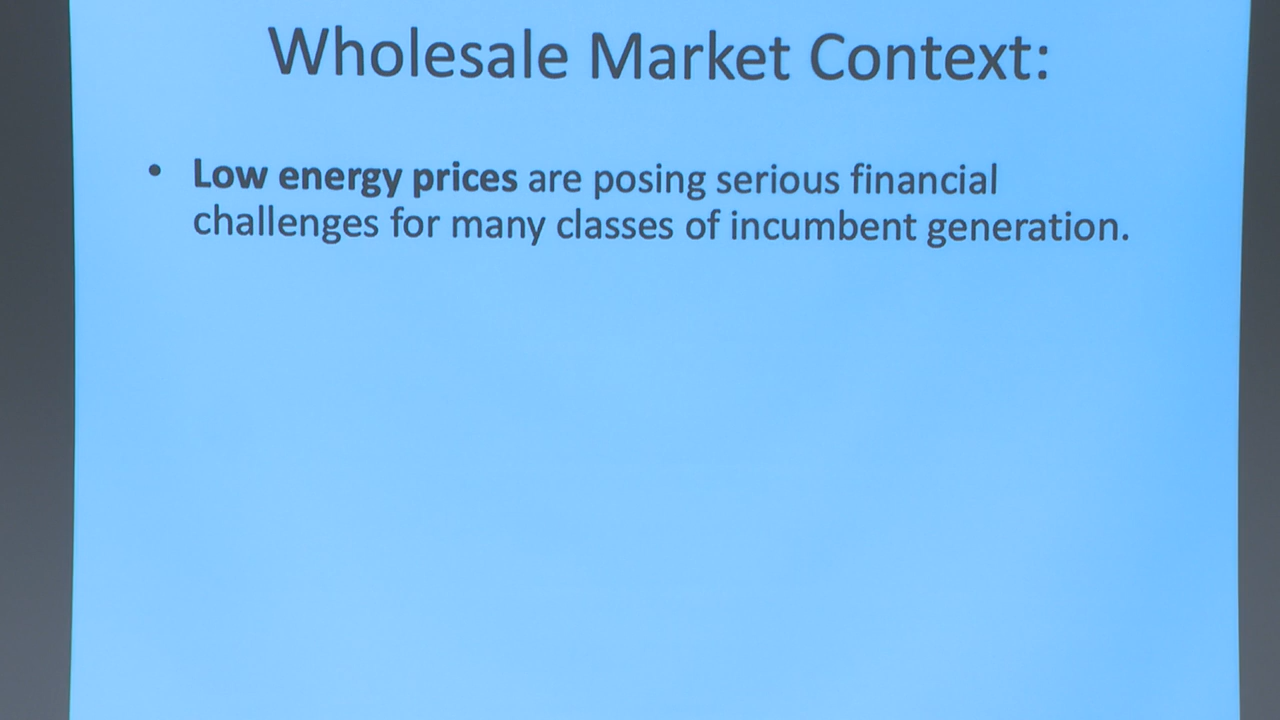 Wholesale Market Context:
• Low energy prices are posing serious financial
challenges for many classes of incumbent generation.